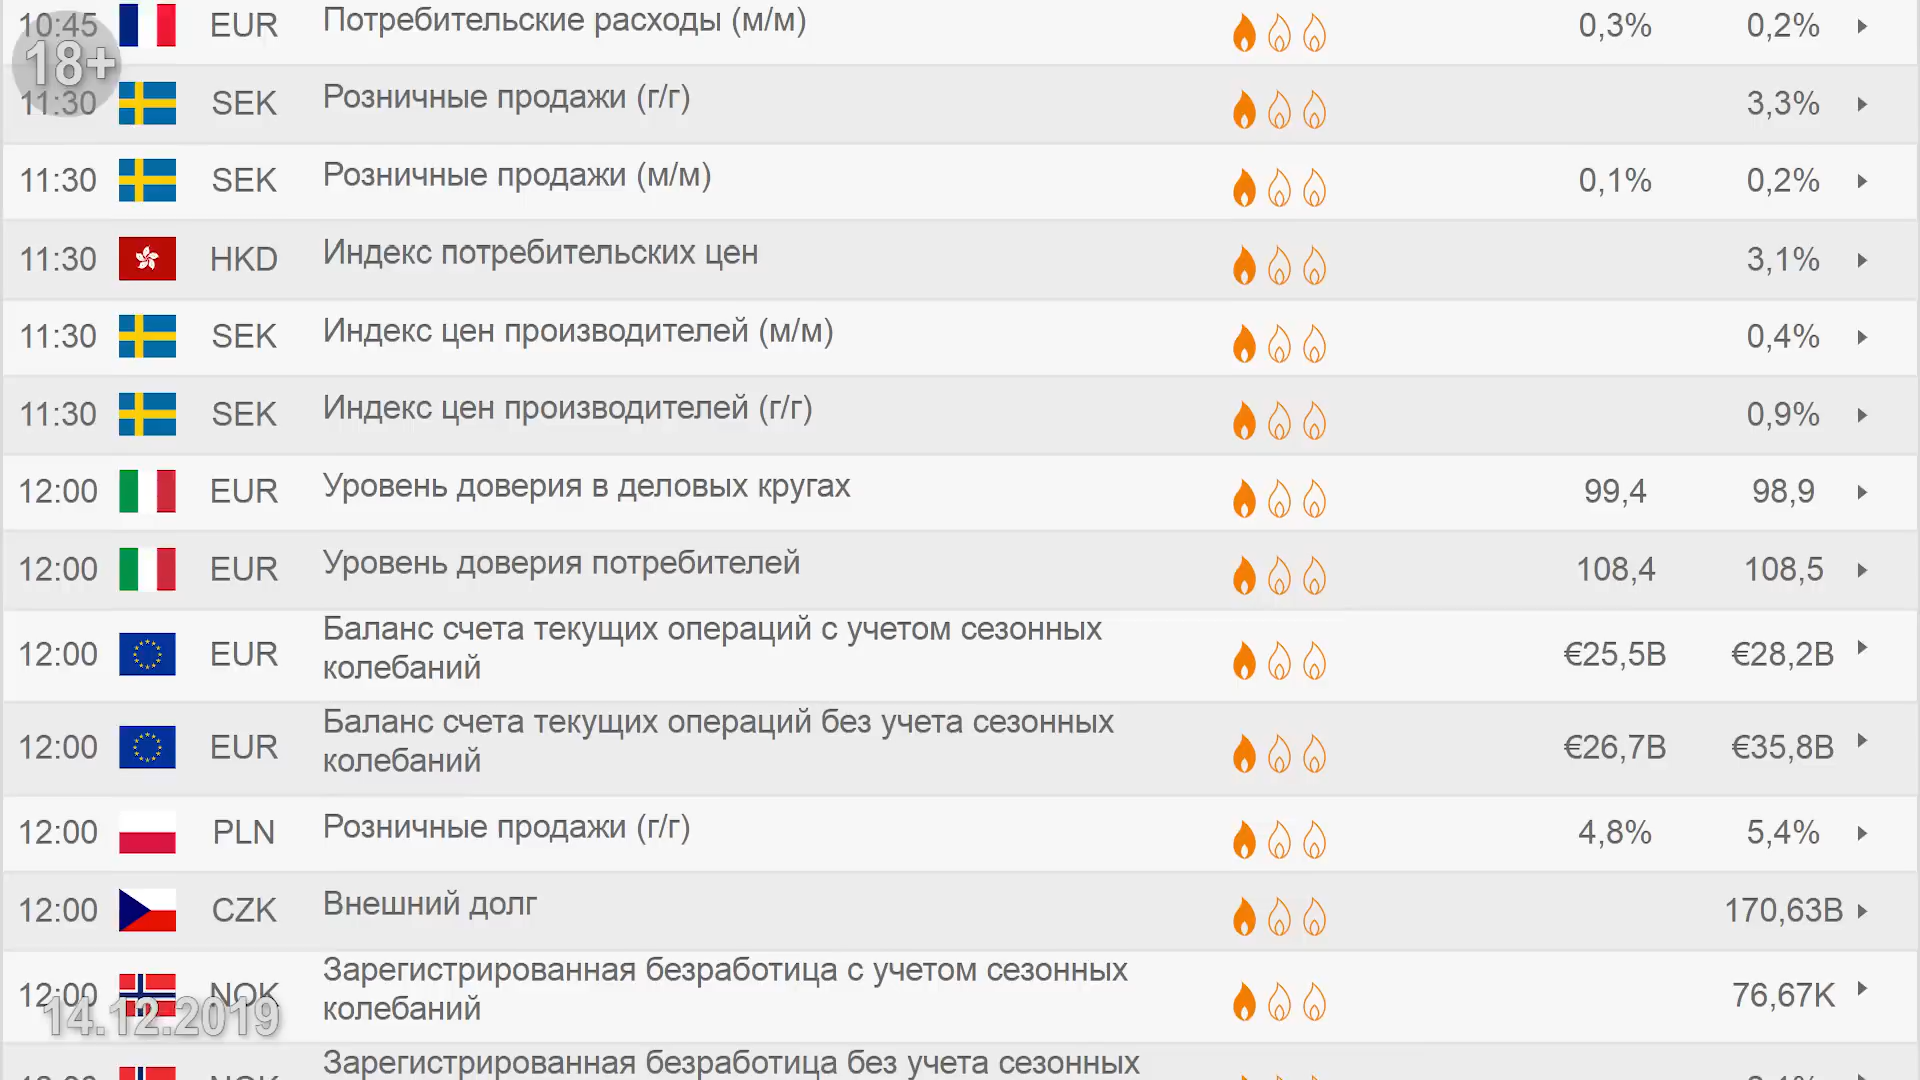 10:45 EUR Потребительские расходы (м/м) 0,3% 0,2%
18+
11:30 SEK Розничные продажи (г/г) 3,3%
11:30 SEK Розничные продажи (м/м) 0,1% 0,2%
11:30 HKD Индекс потребительских цен 3,1%
11:30 SEK Индекс цен производителей (м/м) 0,4%
11:30 SEK Индекс цен производителей (г/г) 0,9%
12:00 EUR Уровень доверия в деловых кругах 99,4 98,9
12:00 EUR Уровень доверия потребителей 108,4 108,5
12:00 EUR Баланс счета текущих операций с учетом сезонных
колебаний €25,5B €28,2B
12:00 EUR Баланс счета текущих операций без учета сезонных
колебаний €26,7B €35,8B
12:00 PLN Розничные продажи (г/г) 4,8% 5,4%
12:00 CZK Внешний долг 170,63B
12:00 NOK Зарегистрированная безработица с учетом сезонных
колебаний 76,67K
14.12.2019
Зарегистрированная безработица без учета сезонных